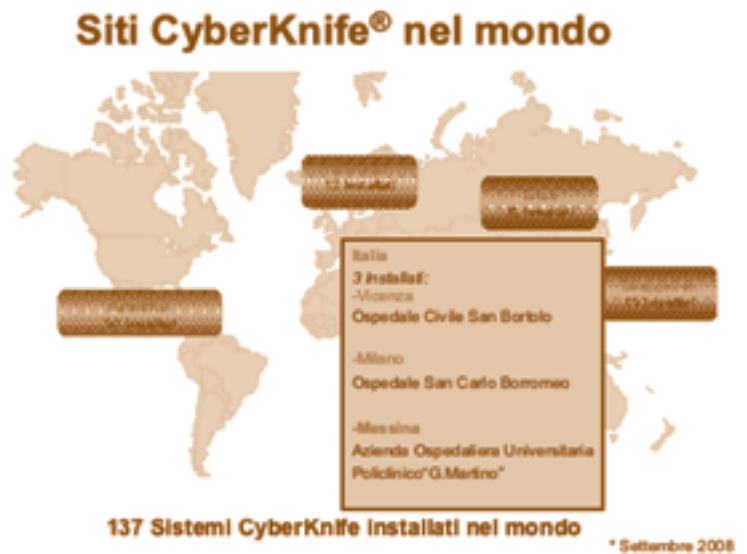 Siti CyberKnife® nel mondo
Italia
3 installati:
-Vicenza
Ospedale Civile San Bortolo
-Milano
Ospedale San Carlo Borromeo
-Messina
Azienda Ospedaliera Universitaria
Policlinico"G.Martino"
137 Sistemi CyberKnife installati nel mondo
* Settembre 2008